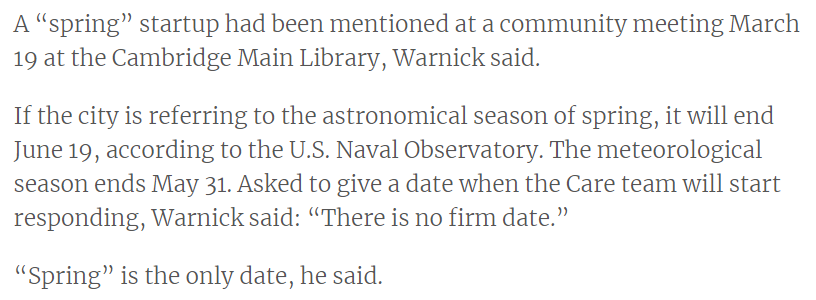 A “spring” startup had been mentioned at a community meeting March
19 at the Cambridge Main Library, Warnick said.
If the city is referring to the astronomical season of spring, it will end
June 19, according to the U.S. Naval Observatory. The meteorological
season ends May 31. Asked to give a date when the Care team will start
responding, Warnick said: “There is no firm date.”
“Spring” is the only date, he said.